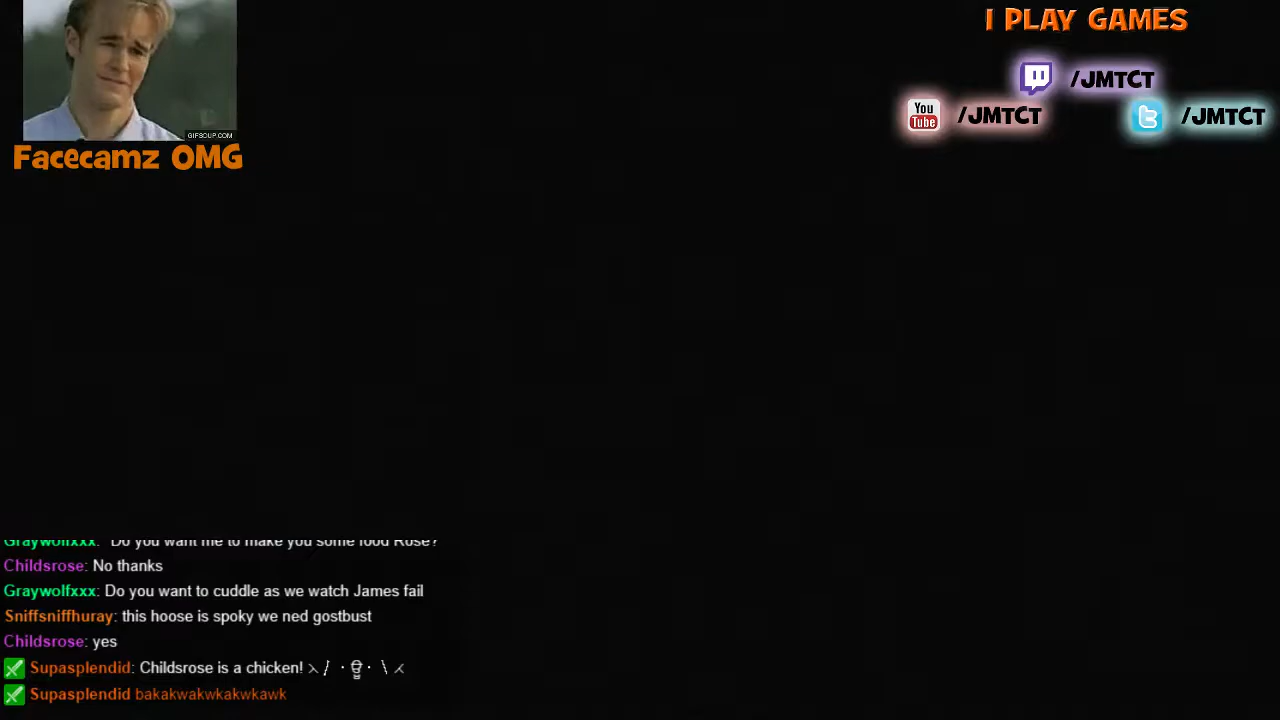 GIFSOUP.COM
Facecamz OMG
I PLAY GAMES
/JMTCT
You Tube /JMTCT
/JMTCT
Graywolfxxx: Do you want me to make you some food Rose?
Childsrose: No thanks
Graywolfxxx: Do you want to cuddle as we watch James fail
Sniffsniffhuray: this hoose is spoky we ned gostbust
Childsrose: yes
Supasplendid: Childsrose is a chicken!
Supasplendid bakakwakwkakwkawk